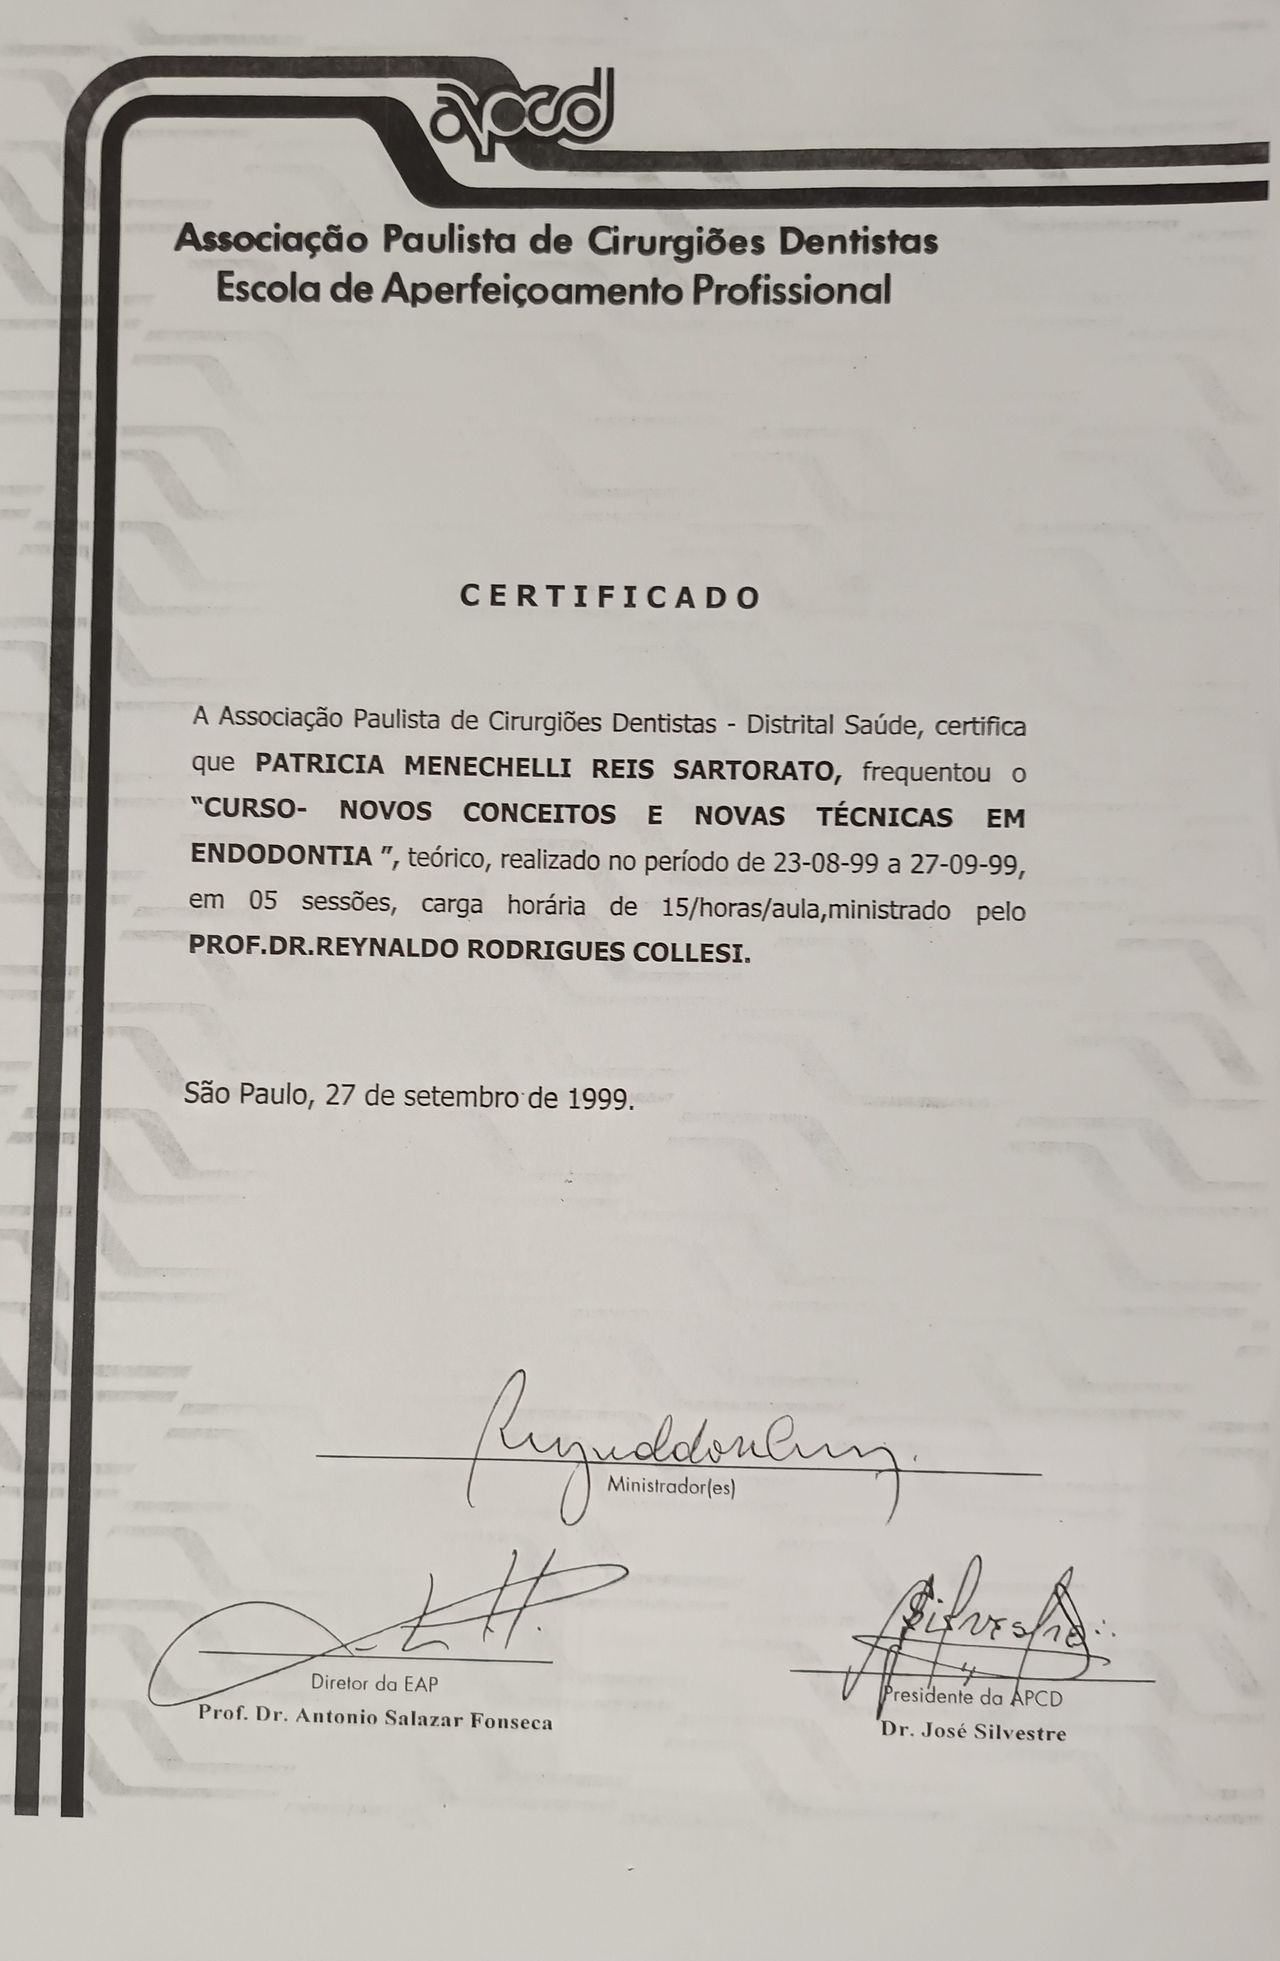 apcd
Associação Paulista de Cirurgiões Dentistas
Escola de Aperfeiçoamento Profissional
CERTIFICADO
A Associação Paulista de Cirurgiões Dentistas - Distrital Saúde, certifica
que PATRICIA MENECHELLI REIS SARTORATO, frequentou o
“CURSO- NOVOS CONCEITOS E NOVAS TÉCNICAS EM
ENDODONTIA ”, teórico, realizado no período de 23-08-99 a 27-09-99,
em 05 sessões, carga horária de 15/horas/aula,ministrado pelo
PROF.DR.REYNALDO RODRIGUES COLLESI.
São Paulo, 27 de setembro de 1999.
Ministrador(es)
Silvestre
Diretor da EAP
Prof. Dr. Antonio Salazar Fonseca
Presidente da APCD
Dr. José Silvestre